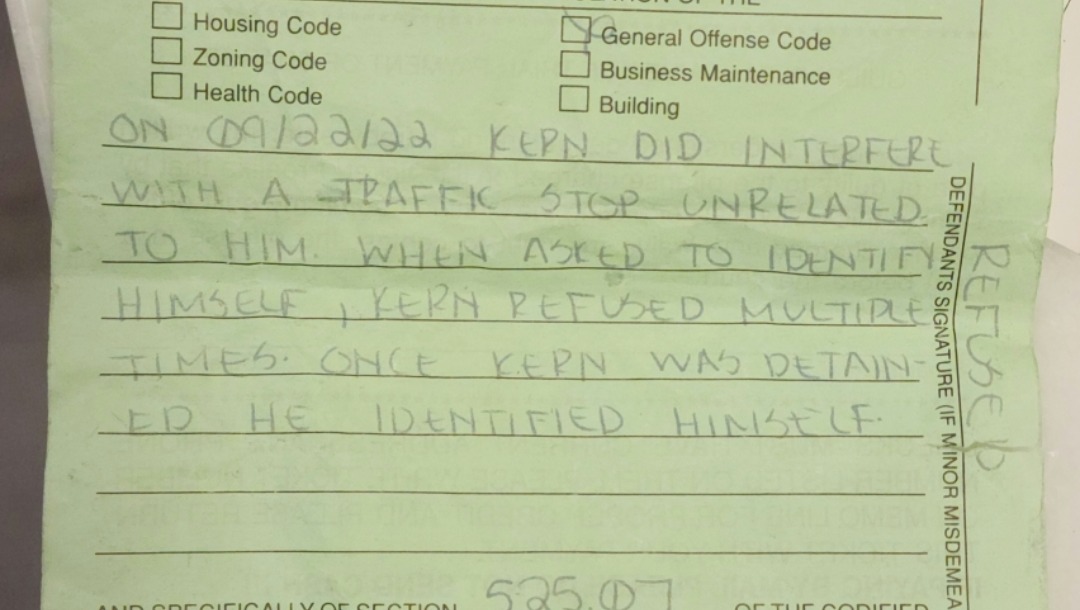 OF THE
Housing Code
General Offense Code
Zoning Code
Business Maintenance
Health Code
Building
ON 09/22/22 KERN DID INTERFERE
WITH A TRAFFIC STOP UNRELATED
TO HIM. WHEN ASKED TO IDENTIFY
HIMSELF, KERN REFUSED MULTIPLE
TIMES. ONCE KERN WAS DETAIN-
ED HE IDENTIFIED HIMSELF.
AND SPECIFICALLY OF SECTION 525.07 OF THE CODIFIED
DEFENDANTS SIGNATURE (IF MINOR MISDEMEA
REFUSED